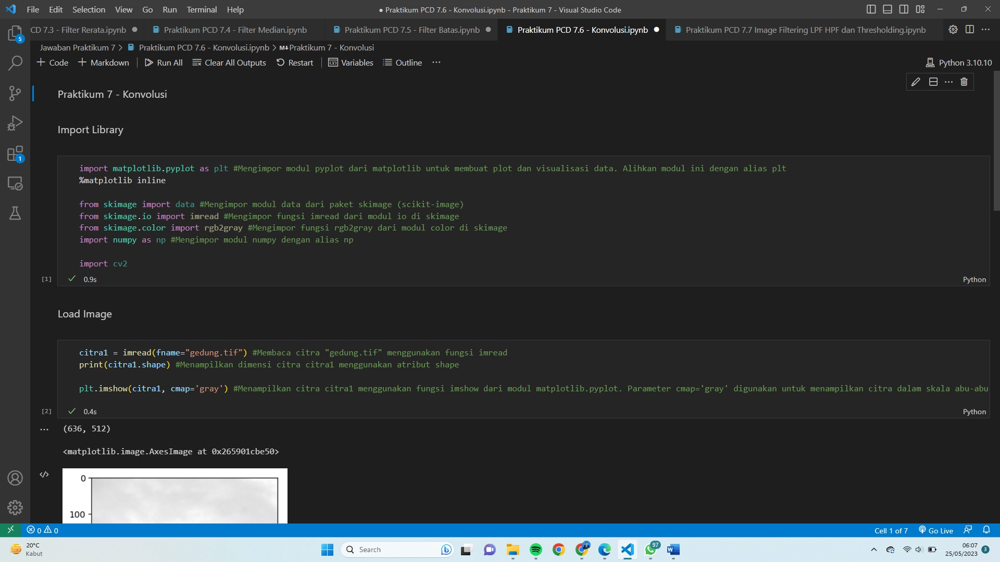 File Edit Selection View Go Run Terminal Help
● Praktikum PCD 7.6 - Konvolusi.ipynb - Praktikum 7 - Visual Studio Code
CD 7.3 - Filter Rerata.ipynb
Praktikum PCD 7.4 - Filter Median.ipynb
Praktikum PCD 7.5 - Filter Batas.ipynb
Praktikum PCD 7.6 - Konvolusi.ipynb
Praktikum PCD 7.7 Image Filtering LPF HPF dan Thresholding.ipynb
5
Jawaban Praktikum 7 > Praktikum PCD 7.6 - Konvolusi.ipynb > M↓Praktikum 7 - Konvolusi
+ Code + Markdown | Run All Clear All Outputs Restart | Variables Outline ···
Python 3.10.10
Praktikum 7 - Konvolusi
Import Library
1
import matplotlib.pyplot as plt #Mengimpor modul pyplot dari matplotlib untuk membuat plot dan visualisasi data. Alihkan modul ini dengan alias plt
%matplotlib inline
from skimage import data #Mengimpor modul data dari paket skimage (scikit-image)
from skimage.io import imread #Mengimpor fungsi imread dari modul io di skimage
from skimage.color import rgb2gray #Mengimpor fungsi rgb2gray dari modul color di skimage
import numpy as np #Mengimpor modul numpy dengan alias np
import cv2
[1] ✓ 0.9s
Python
Load Image
citra1 = imread(fname="gedung.tif") #Membaca citra "gedung.tif" menggunakan fungsi imread
print(citra1.shape) #Menampilkan dimensi citra citra1 menggunakan atribut shape
plt.imshow(citra1, cmap='gray') #Menampilkan citra citra1 menggunakan fungsi imshow dari modul matplotlib.pyplot. Parameter cmap='gray' digunakan untuk menampilkan citra dalam skala abu-abu
[2] ✓ 0.4s
Python
(636, 512)
<matplotlib.image.AxesImage at 0x265901cbe50>
0
100
0 0
Cell 1 of 7 Go Live
20°C
Kabut
Search
97
06:07
25/05/2023
3